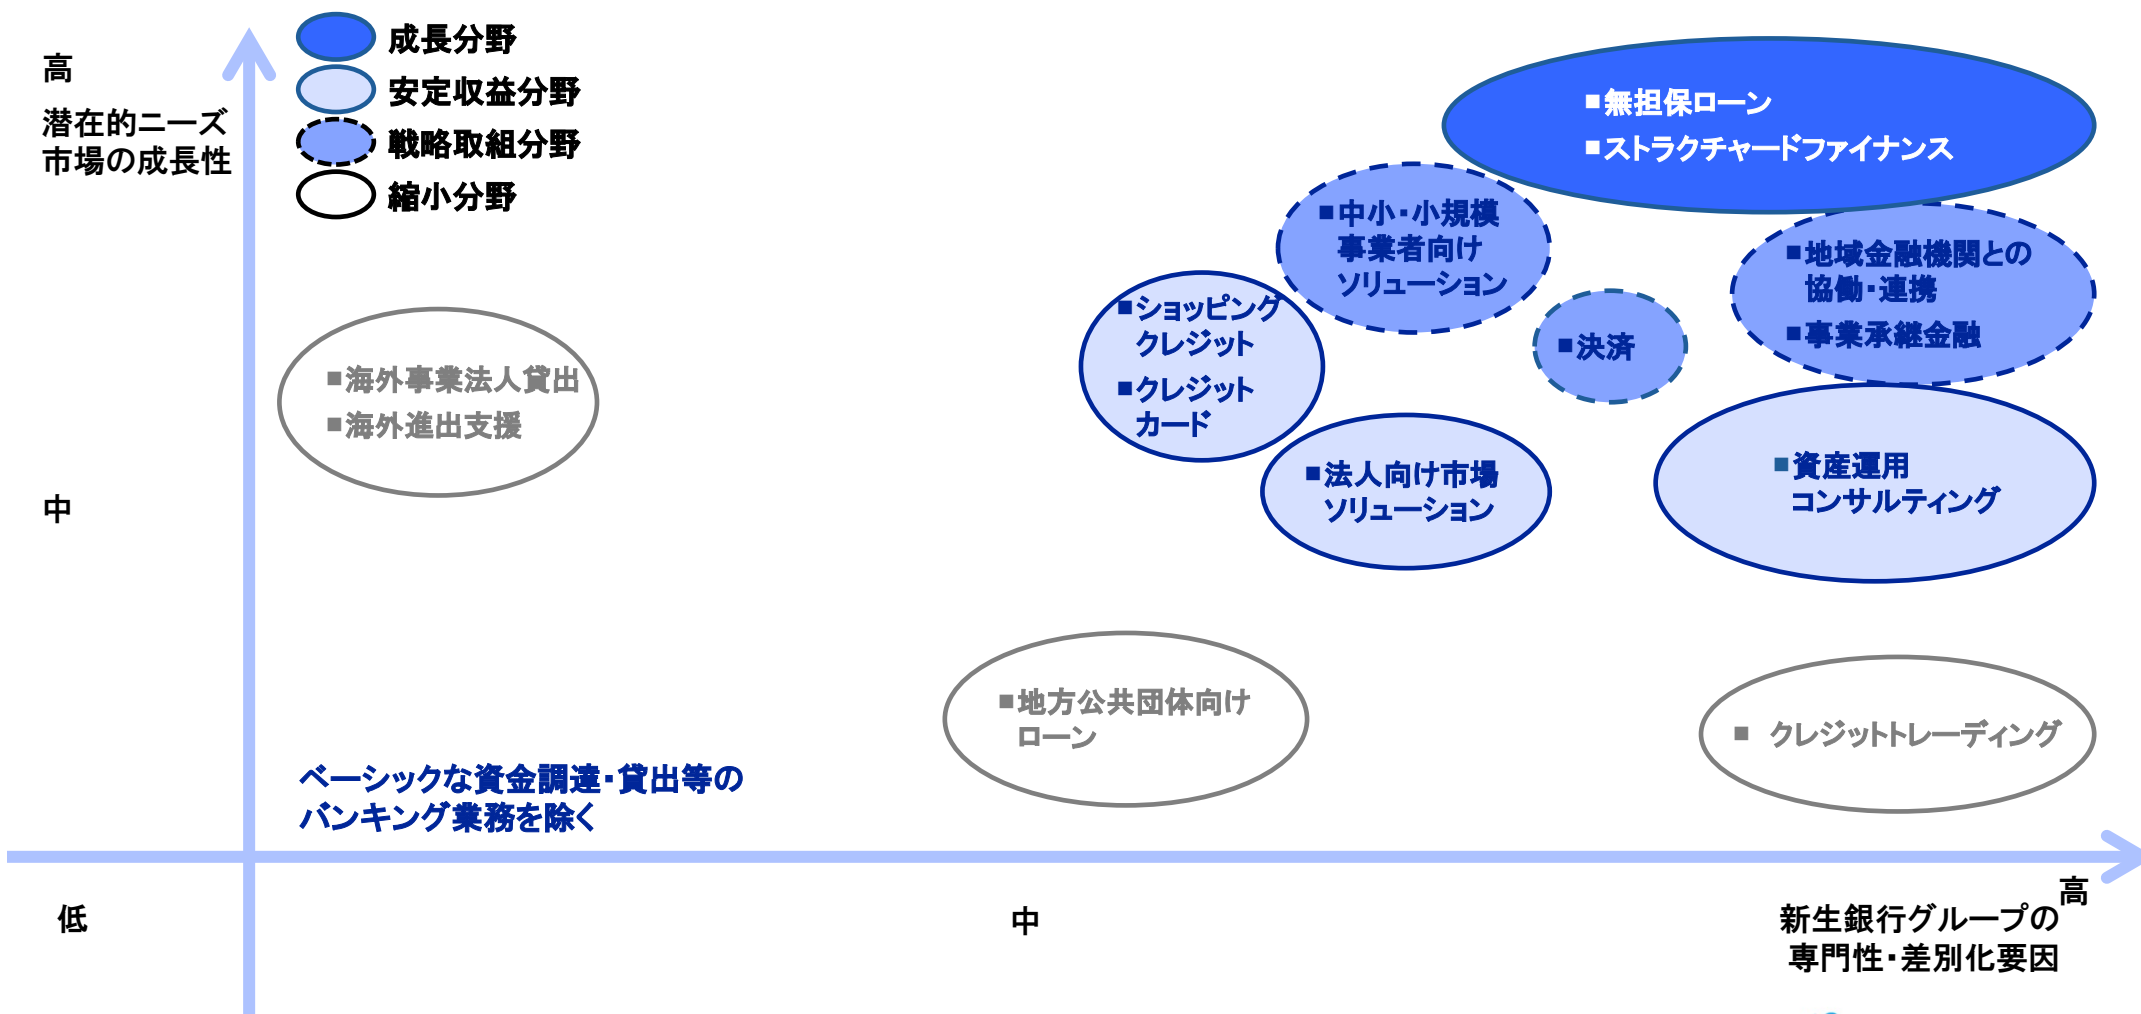 高
潜在的ニーズ
市場の成長性
成長分野
安定収益分野
戦略取組分野
縮小分野
■無担保ローン
■ストラクチャードファイナンス
■中小・小規模
事業者向け
ソリューション
■地域金融機関との
協働・連携
■事業承継金融
■ショッピング
クレジット
■クレジット
カード
■決済
■海外事業法人貸出
■海外進出支援
■法人向け市場
ソリューション
■資産運用
コンサルティング
中
■地方公共団体向け
ローン
■ クレジットトレーディング
ベーシックな資金調達・貸出等の
バンキング業務を除く
低
中
高
新生銀行グループの
専門性・差別化要因